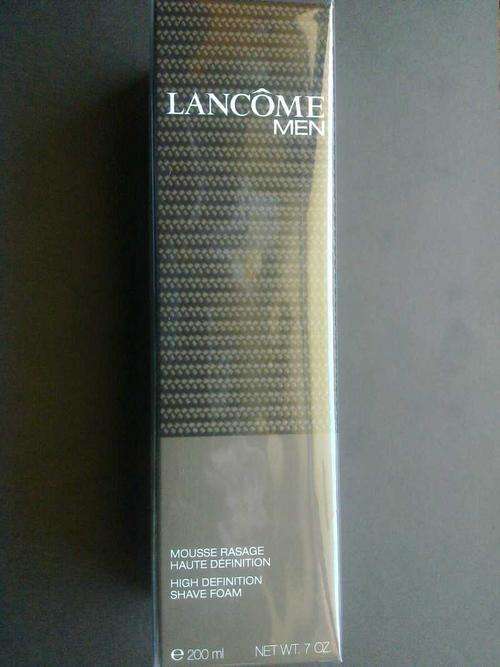 LANCÔME
MEN
MOUSSE RASAGE
HAUTE DÉFINITION
HIGH DEFINITION
SHAVE FOAM
℮ 200 ml NET WT. 7 OZ